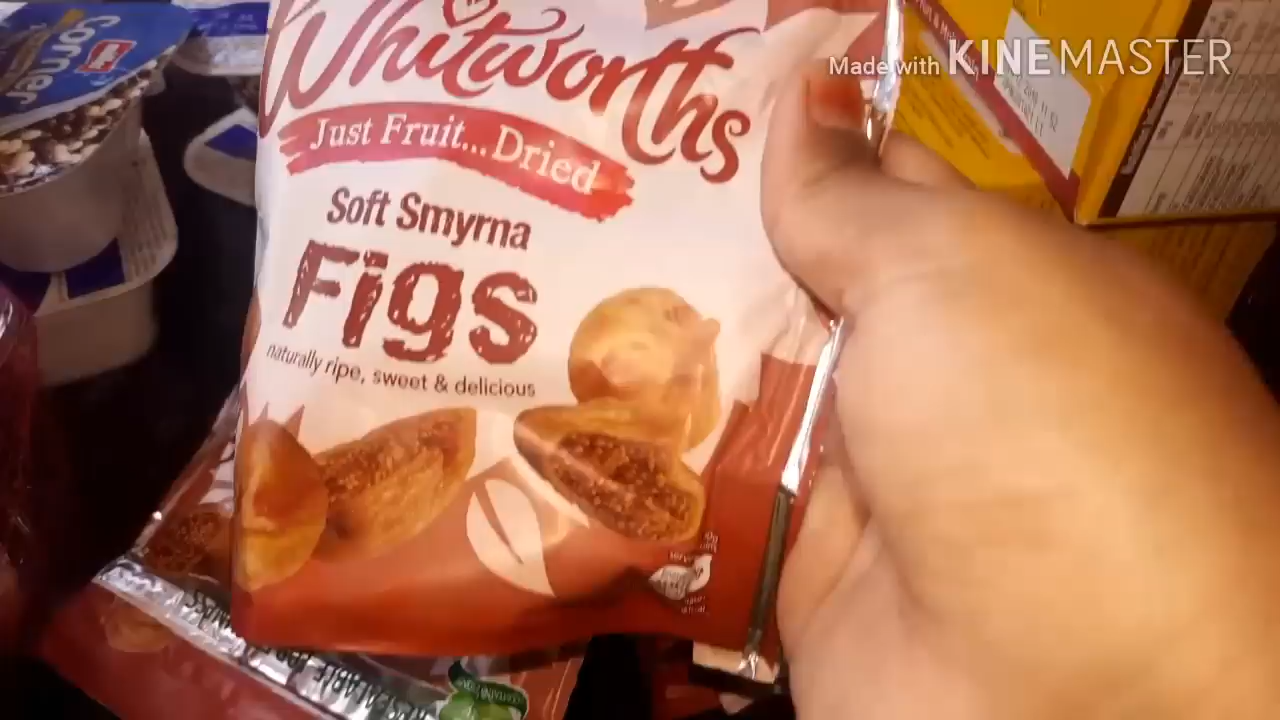 Corner
Whitworths
Made with KINEMASTER
Just Fruit... Dried
Soft Smyrna
Figs
naturally ripe, sweet & delicious